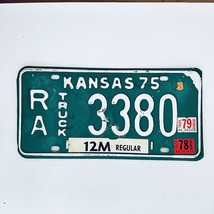 KANSAS 75
RA TRUCK 3380
79
78
12M REGULAR